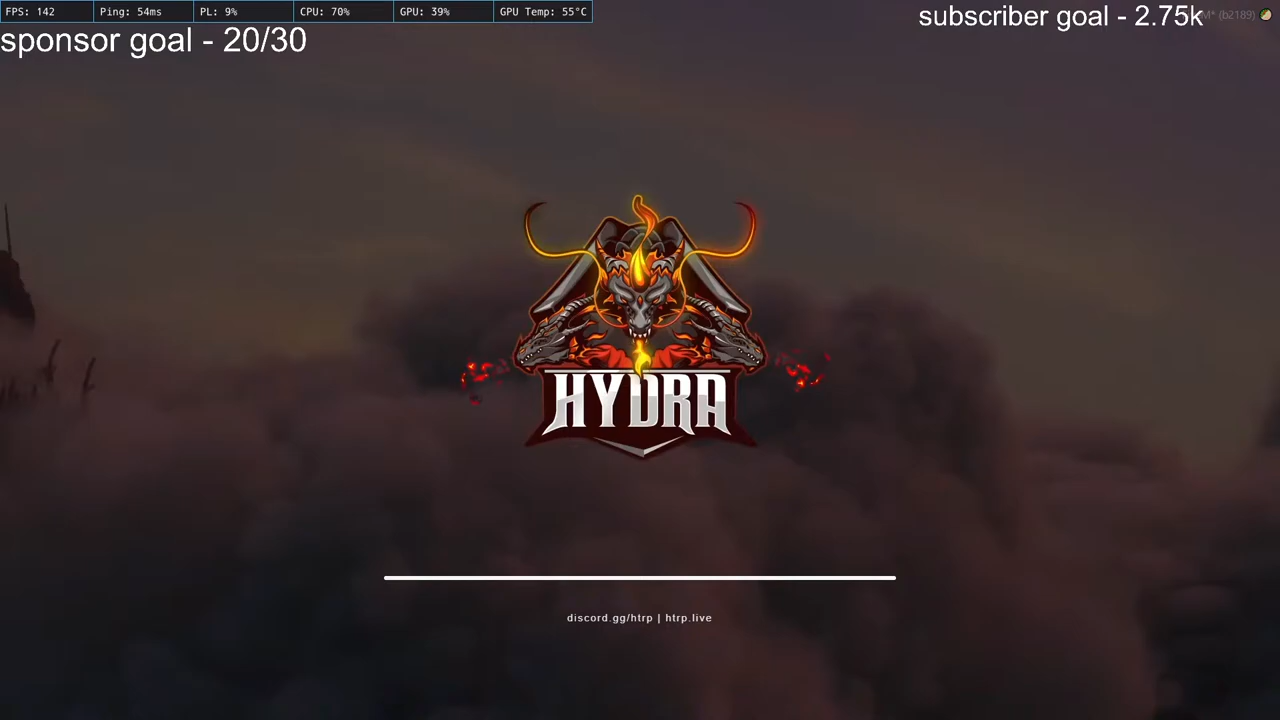 FPS: 142 Ping: 54ms PL: 9% CPU: 70% GPU: 39% GPU Temp: 55°C
subscriber goal - 2.75k
(b2189)
sponsor goal - 20/30
HYDRA
discord.gg/htrp | htrp.live